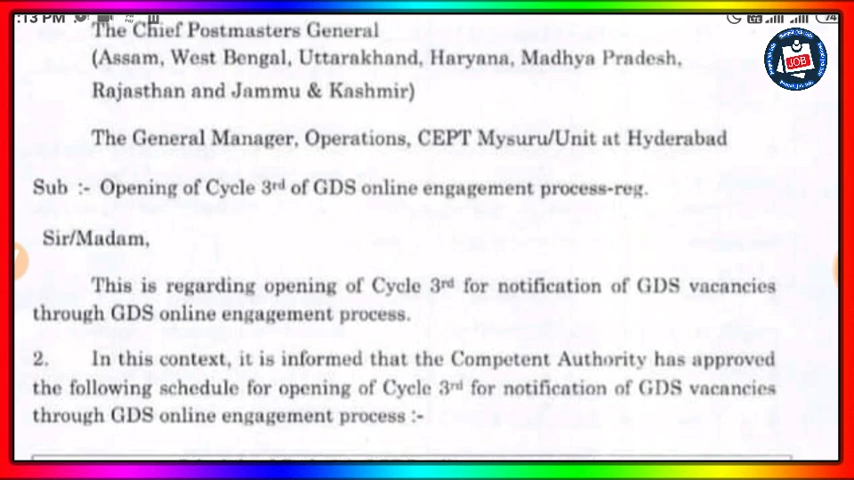 :13 PM
74
The Chief Postmasters General
(Assam, West Bengal, Uttarakhand, Haryana, Madhya Pradesh,
Rajasthan and Jammu & Kashmir)
JOB
The General Manager, Operations, CEPT Mysuru/Unit at Hyderabad
Sub :- Opening of Cycle 3rd of GDS online engagement process-reg.
Sir/Madam,
This is regarding opening of Cycle 3rd for notification of GDS vacancies
through GDS online engagement process.
2. In this context, it is informed that the Competent Authority has approved
the following schedule for opening of Cycle 3rd for notification of GDS vacancies
through GDS online engagement process :-